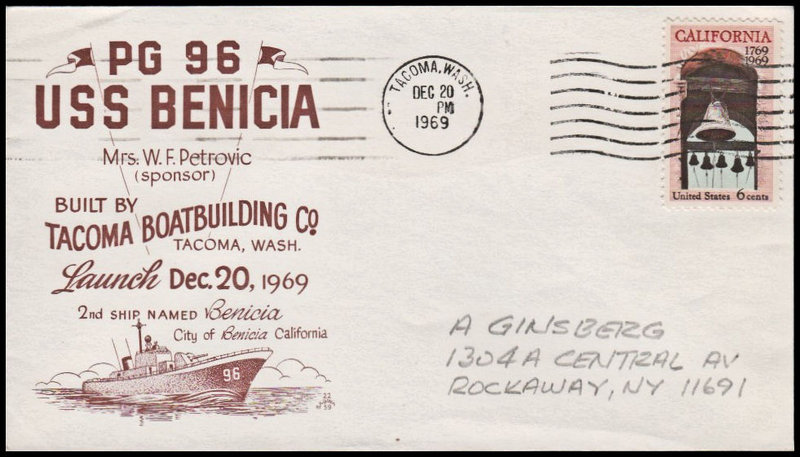 PG 96
USS BENICIA
Mrs. W. F. Petrovic
(sponsor)
BUILT BY
TACOMA BOATBUILDING Co
TACOMA, WASH.
Launch Dec. 20, 1969
2nd SHIP NAMED Benicia
City of Benicia California
96
TACOMA, WASH.
DEC 20
PM
1969
CALIFORNIA
1769
1969
United States 6 cents
A GINSBERG
1304A CENTRAL AV
ROCKAWAY, NY 11691